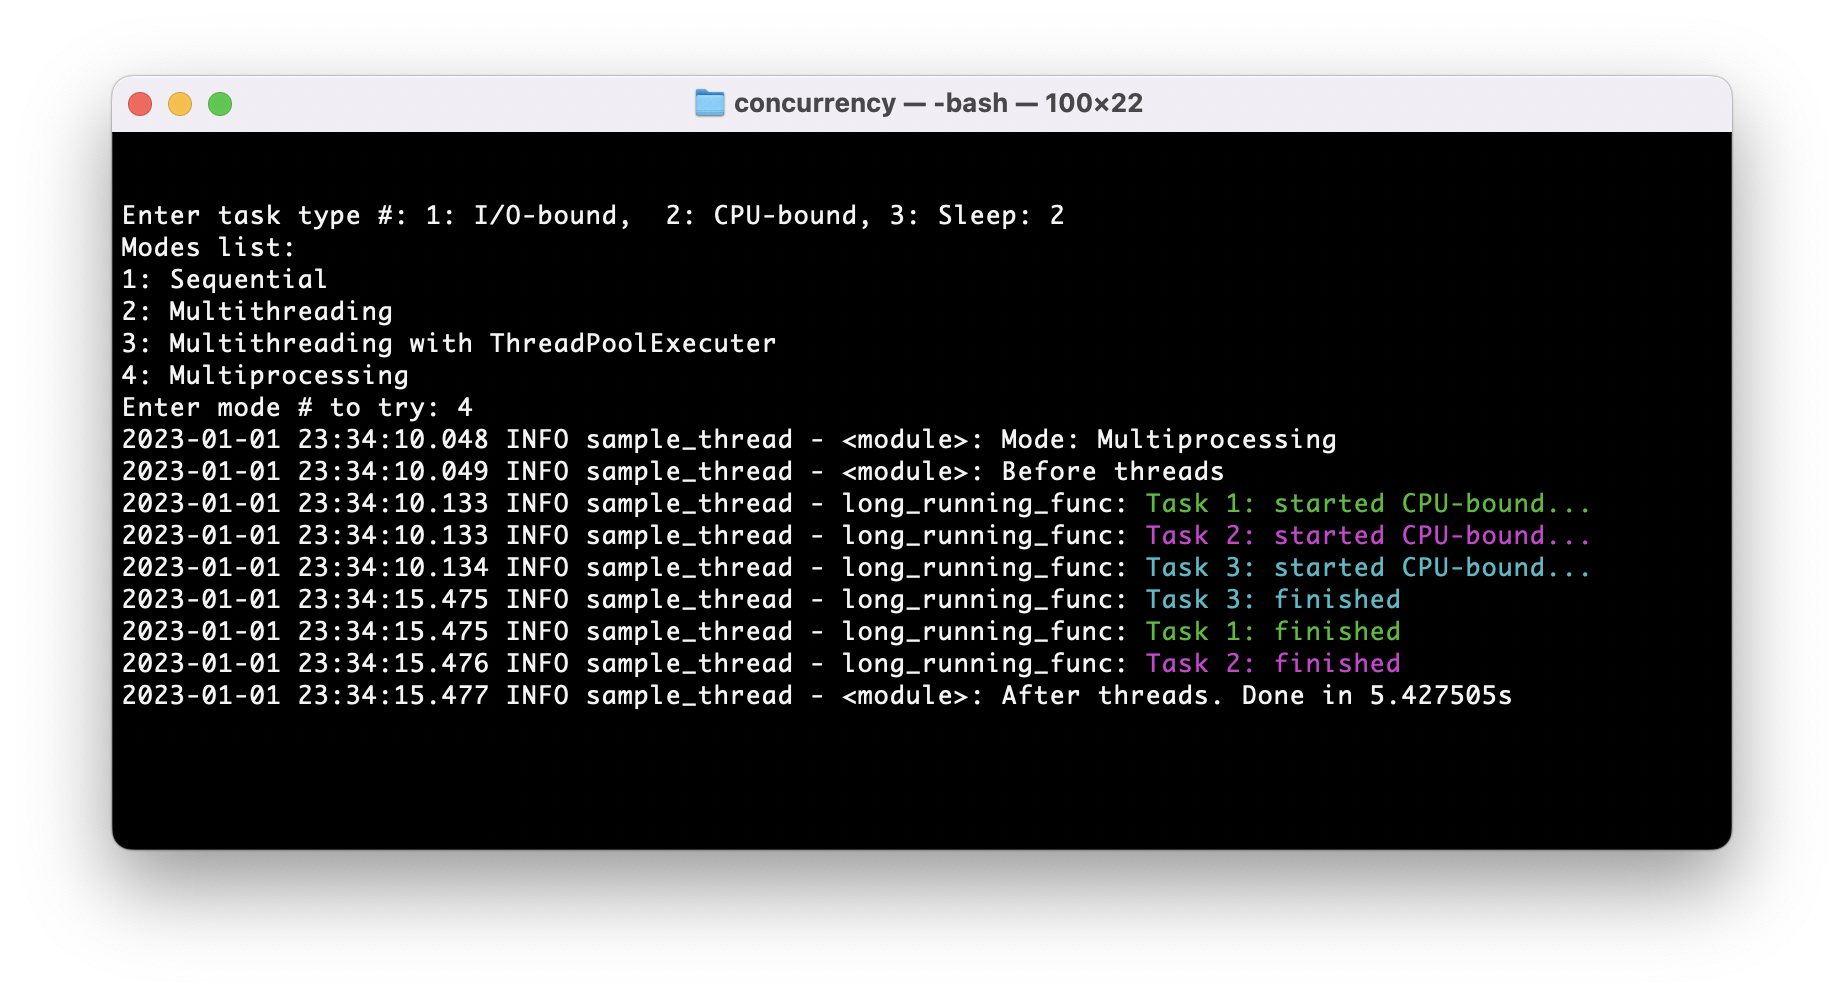 concurrency — -bash — 100×22
Enter task type #: 1: I/O-bound,  2: CPU-bound, 3: Sleep: 2
Modes list:
1: Sequential
2: Multithreading
3: Multithreading with ThreadPoolExecuter
4: Multiprocessing
Enter mode # to try: 4
2023-01-01 23:34:10.048 INFO sample_thread - <module>: Mode: Multiprocessing
2023-01-01 23:34:10.049 INFO sample_thread - <module>: Before threads
2023-01-01 23:34:10.133 INFO sample_thread - long_running_func: Task 1: started CPU-bound...
2023-01-01 23:34:10.133 INFO sample_thread - long_running_func: Task 2: started CPU-bound...
2023-01-01 23:34:10.134 INFO sample_thread - long_running_func: Task 3: started CPU-bound...
2023-01-01 23:34:15.475 INFO sample_thread - long_running_func: Task 3: finished
2023-01-01 23:34:15.475 INFO sample_thread - long_running_func: Task 1: finished
2023-01-01 23:34:15.476 INFO sample_thread - long_running_func: Task 2: finished
2023-01-01 23:34:15.477 INFO sample_thread - <module>: After threads. Done in 5.427505s